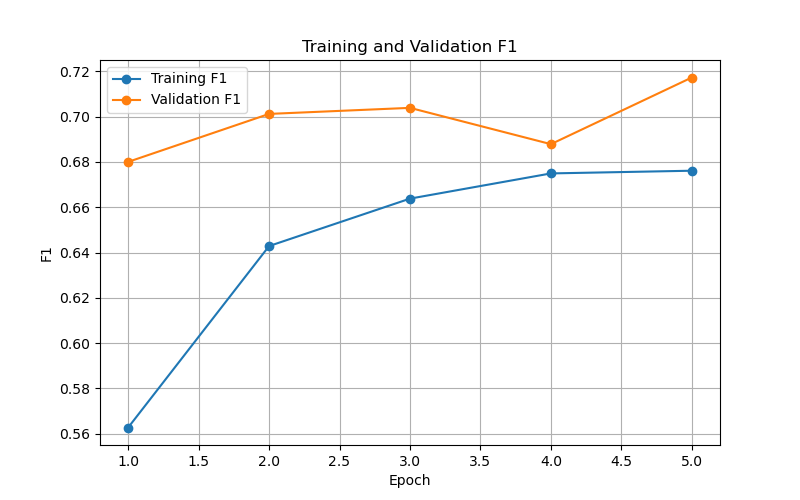 Training and Validation F1
Training F1
Validation F1
0.72
0.70
0.68
0.66
0.64
0.62
0.60
0.58
0.56
F1
1.0 1.5 2.0 2.5 3.0 3.5 4.0 4.5 5.0
Epoch